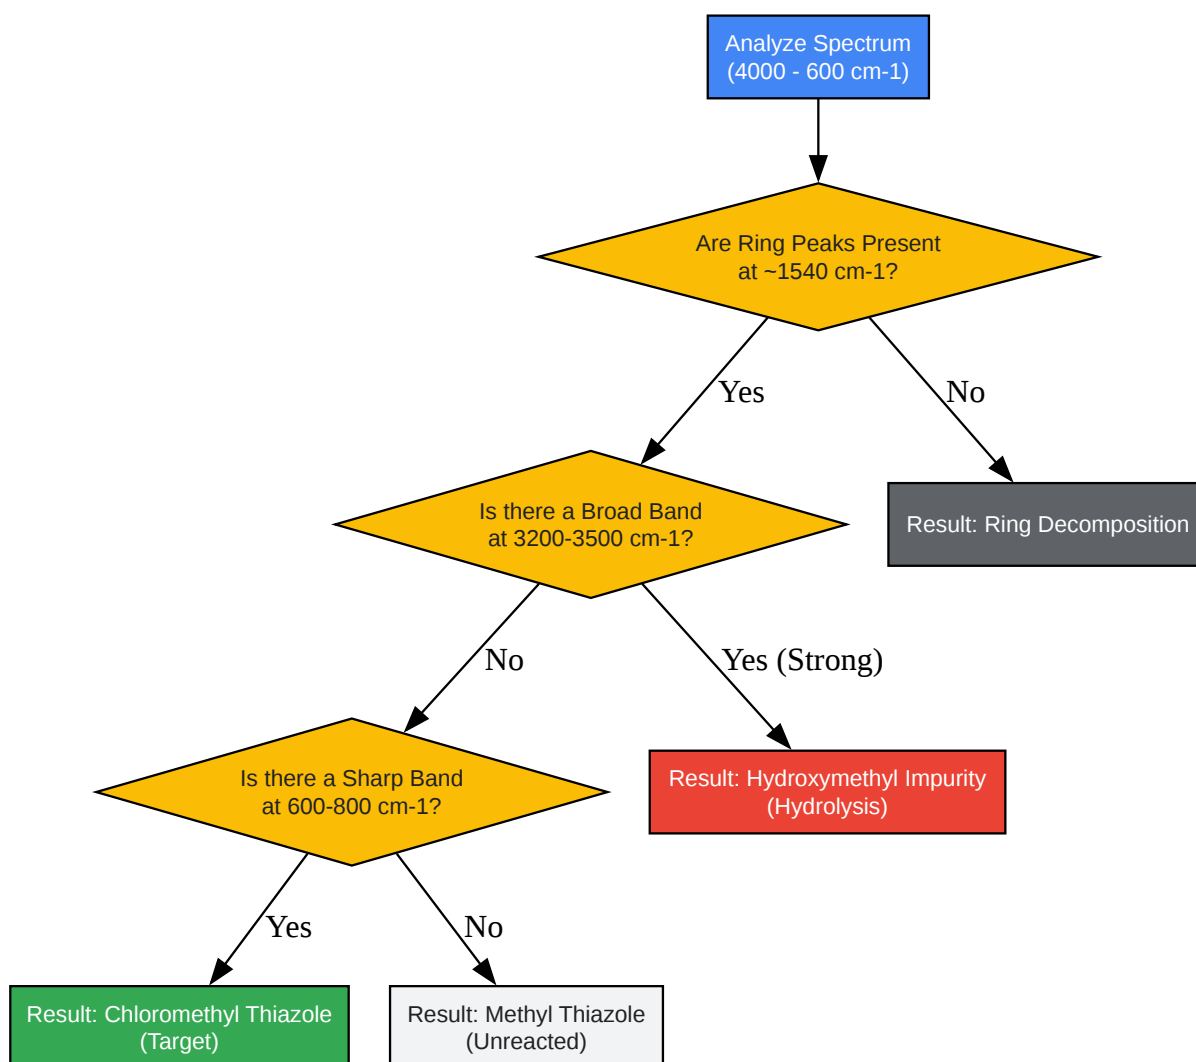 Analyze Spectrum
(4000 - 600 cm-1)
Are Ring Peaks Present
at ~1540 cm-1?
Yes
No
Is there a Broad Band
at 3200-3500 cm-1?
Result: Ring Decomposition
No
Yes (Strong)
Is there a Sharp Band
at 600-800 cm-1?
Result: Hydroxymethyl Impurity
(Hydrolysis)
Yes
No
Result: Chloromethyl Thiazole
(Target)
Result: Methyl Thiazole
(Unreacted)